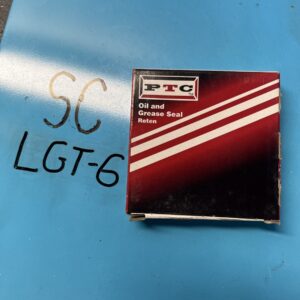 SC
LGT-6
PTC
Oil and
Grease Seal
Reten